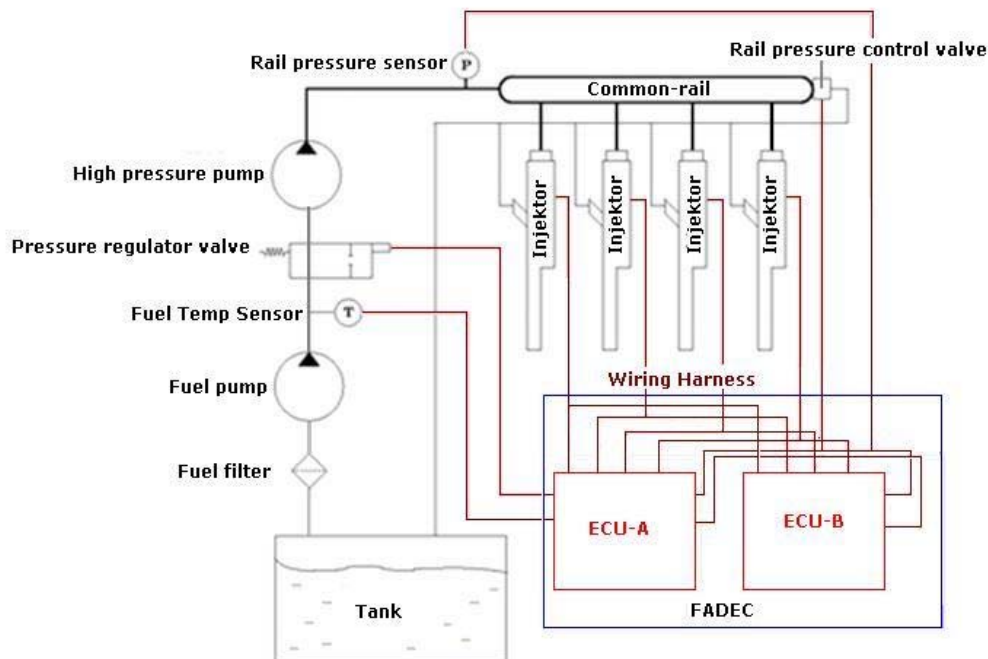 Rail pressure control valve
Rail pressure sensor
P
Common-rail
High pressure pump
Injektor
Injektor
Injektor
Injektor
Pressure regulator valve
Fuel Temp Sensor
T
Fuel pump
Wiring Harness
Fuel filter
ECU-A
ECU-B
Tank
FADEC